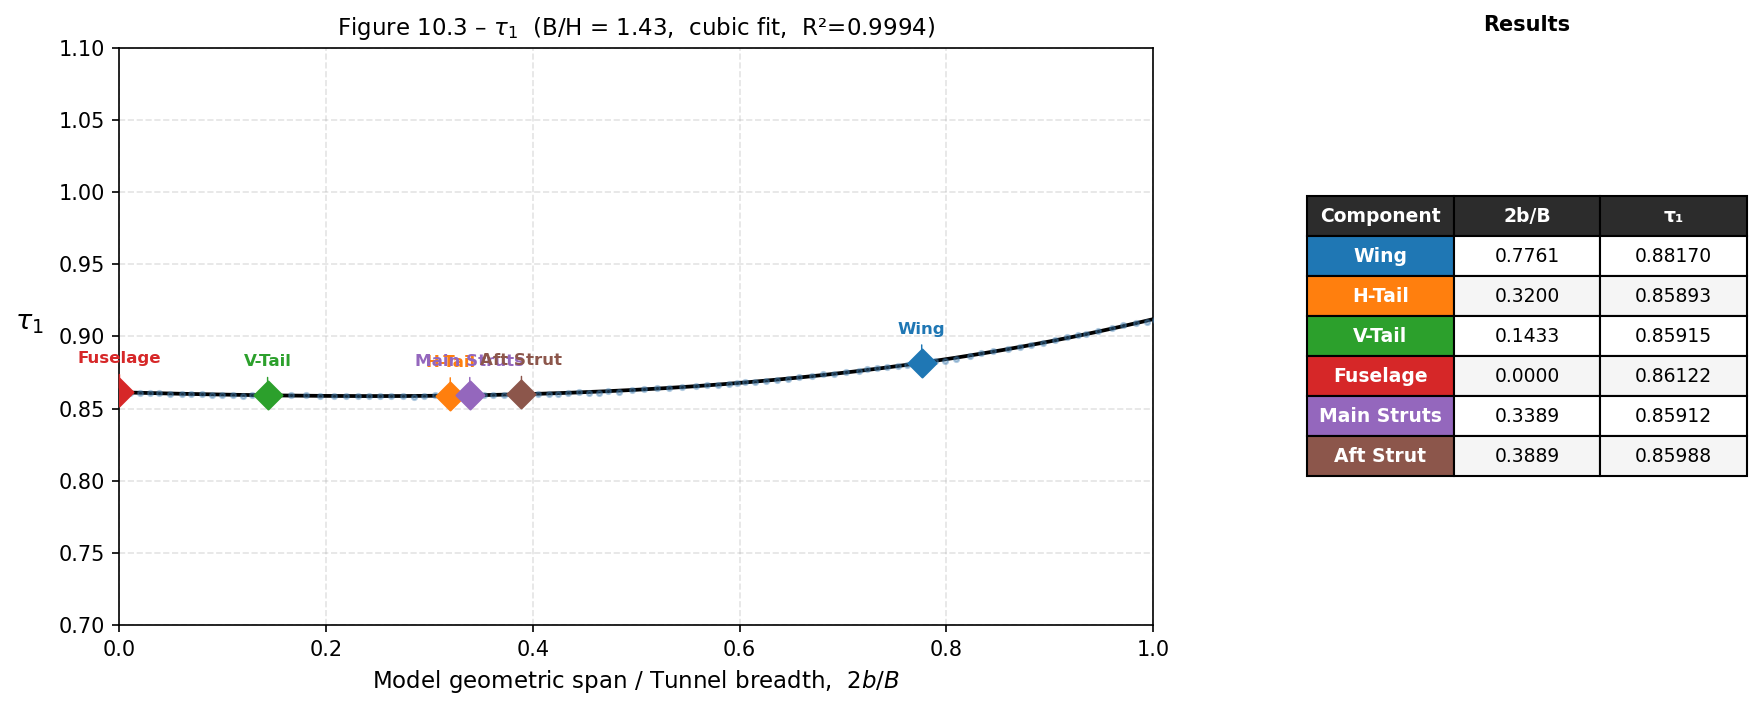 Figure 10.3 – τ₁ (B/H = 1.43, cubic fit, R²=0.9994)
Results
1.10
1.05
1.00
0.95
0.90
0.85
0.80
0.75
0.70
τ₁
Wing
Fuselage
V-Tail
H-Tail
Main Struts
Aft Strut
0.0 0.2 0.4 0.6 0.8 1.0
Model geometric span / Tunnel breadth, 2b/B
Component 2b/B τ₁
Wing 0.7761 0.88170
H-Tail 0.3200 0.85893
V-Tail 0.1433 0.85915
Fuselage 0.0000 0.86122
Main Struts 0.3389 0.85912
Aft Strut 0.3889 0.85988